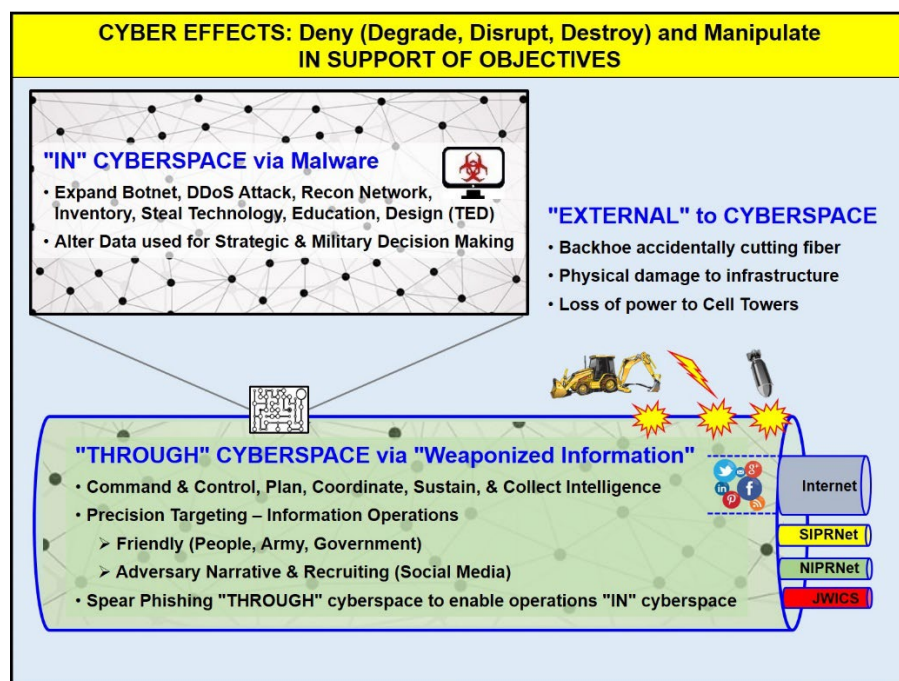 CYBER EFFECTS: Deny (Degrade, Disrupt, Destroy) and Manipulate
IN SUPPORT OF OBJECTIVES
"IN" CYBERSPACE via Malware
• Expand Botnet, DDoS Attack, Recon Network,
Inventory, Steal Technology, Education, Design (TED)
• Alter Data used for Strategic & Military Decision Making
"EXTERNAL" to CYBERSPACE
• Backhoe accidentally cutting fiber
• Physical damage to infrastructure
• Loss of power to Cell Towers
"THROUGH" CYBERSPACE via "Weaponized Information"
• Command & Control, Plan, Coordinate, Sustain, & Collect Intelligence
• Precision Targeting – Information Operations
➢ Friendly (People, Army, Government)
➢ Adversary Narrative & Recruiting (Social Media)
• Spear Phishing "THROUGH" cyberspace to enable operations "IN" cyberspace
Internet
SIPRNet
NIPRNet
JWICS